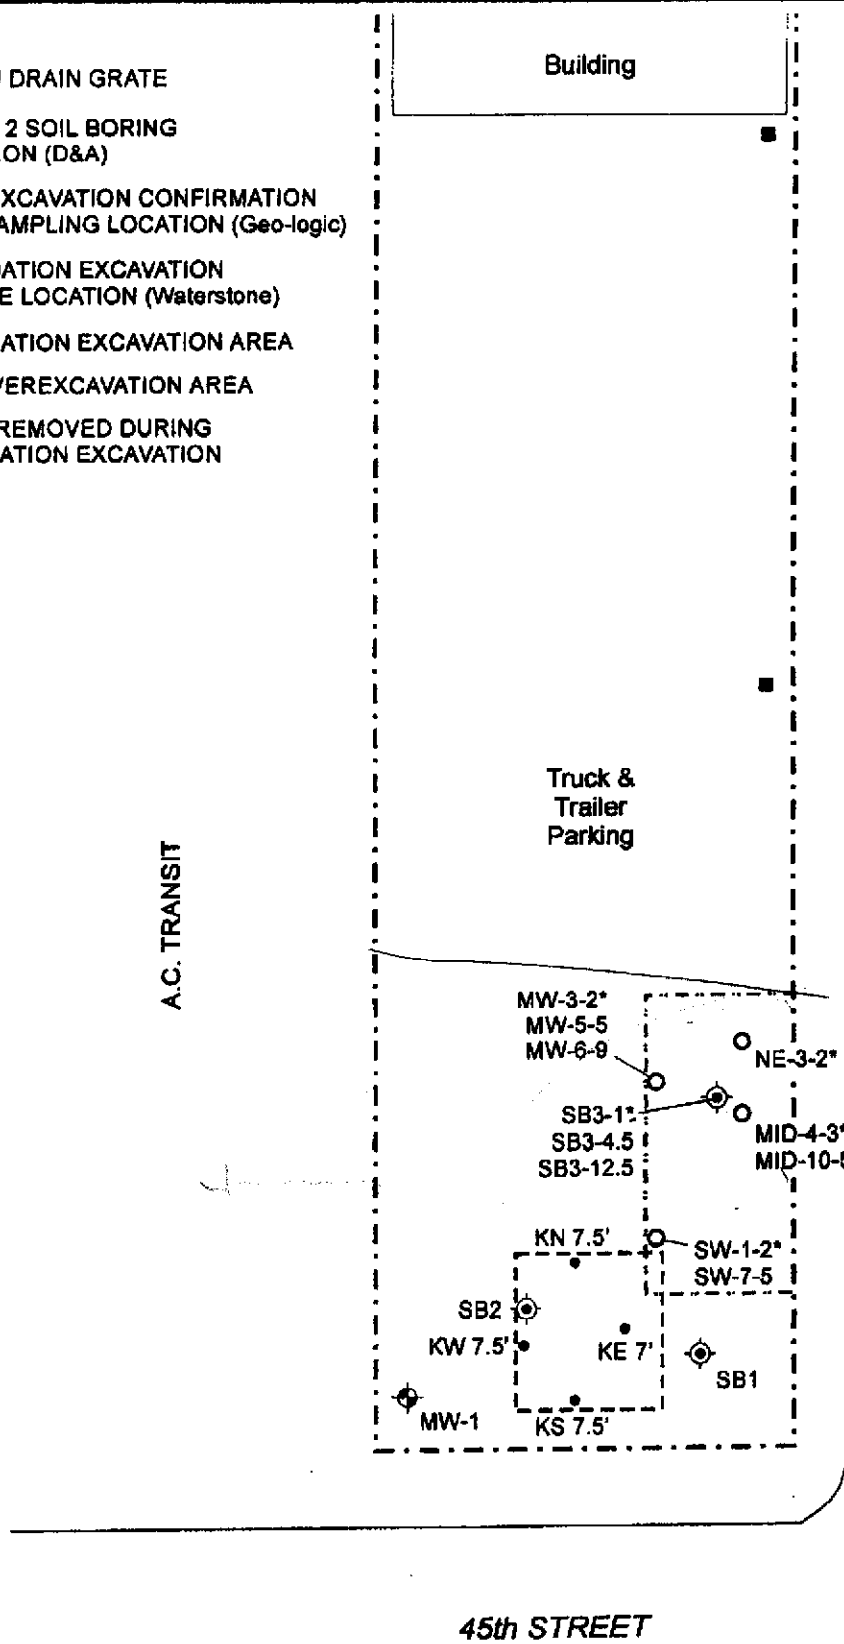 DRAIN GRATE
2 SOIL BORING
ON (D&A)
XCAVATION CONFIRMATION
AMPLING LOCATION (Geo-logic)
ATION EXCAVATION
E LOCATION (Waterstone)
ATION EXCAVATION AREA
VEREXCAVATION AREA
REMOVED DURING
ATION EXCAVATION
Building
Truck &
Trailer
Parking
A.C. TRANSIT
MW-3-2*
MW-5-5
MW-6-9
NE-3-2*
SB3-1*
SB3-4.5
SB3-12.5
MID-4-3*
MID-10-
KN 7.5'
SW-1-2*
SW-7-5
SB2
KW 7.5'
KE 7'
SB1
MW-1
KS 7.5'
45th STREET